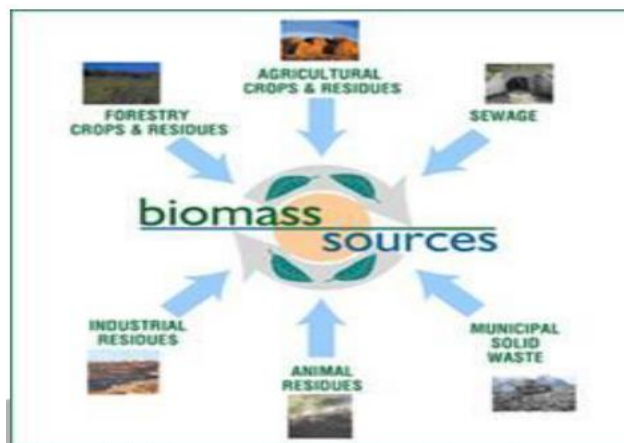 AGRICULTURAL
CROPS & RESIDUES
FORESTRY
CROPS & RESIDUES
SEWAGE
biomass
sources
INDUSTRIAL
RESIDUES
ANIMAL
RESIDUES
MUNICIPAL
SOLID
WASTE